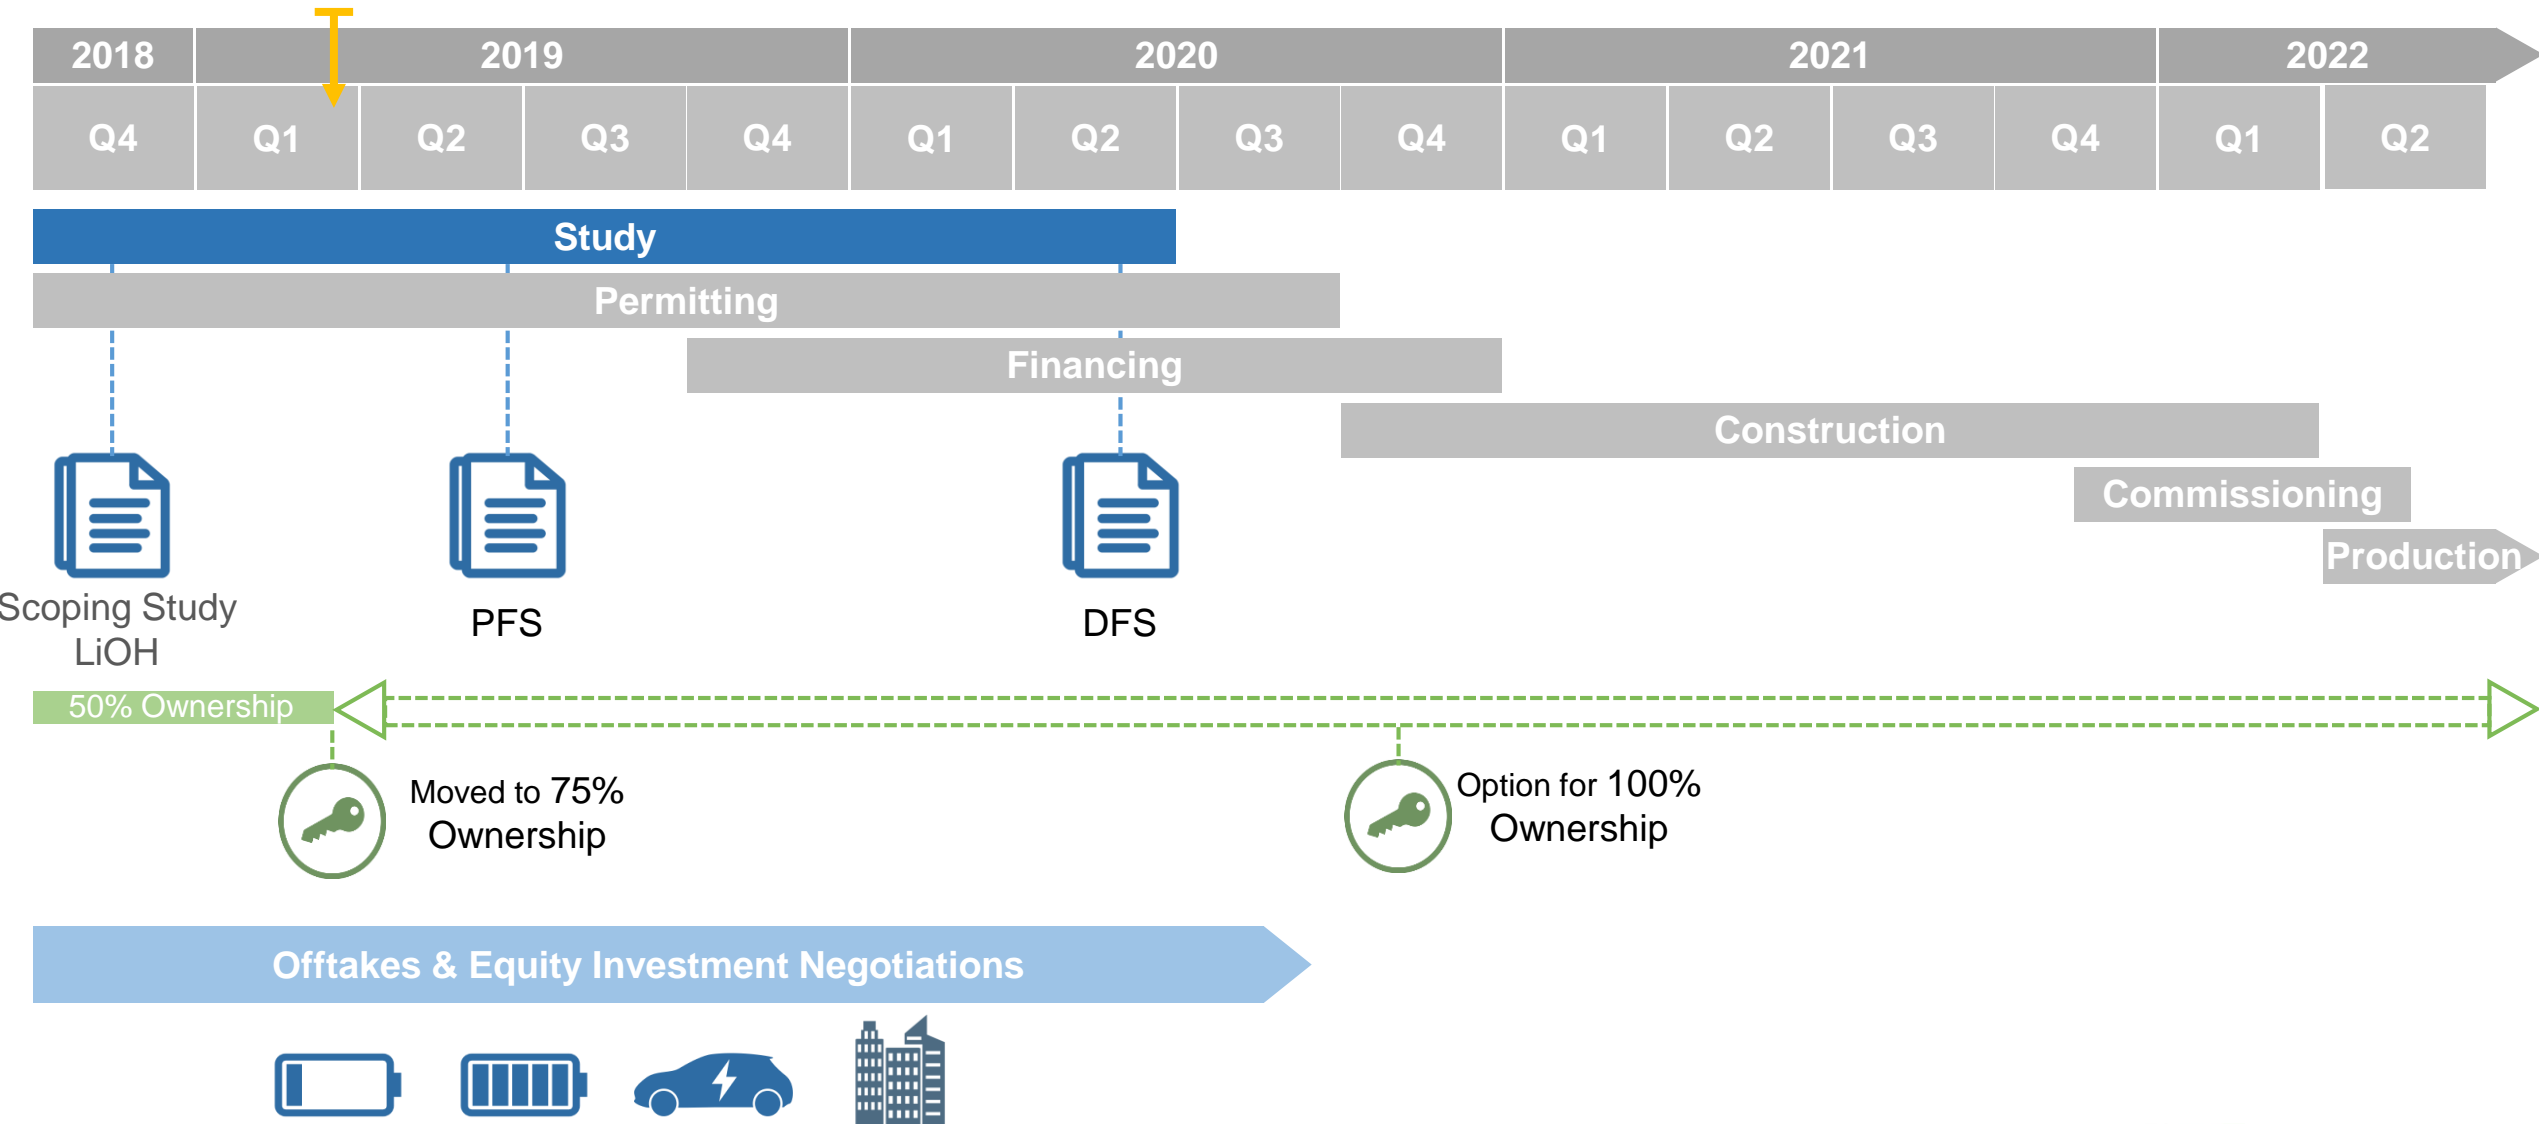 2018 2019 2020 2021 2022
Q4 Q1 Q2 Q3 Q4 Q1 Q2 Q3 Q4 Q1 Q2 Q3 Q4 Q1 Q2
Study
Permitting
Financing
Construction
Commissioning
Production
Scoping Study
LiOH
PFS
DFS
50% Ownership
Moved to 75%
Ownership
Option for 100%
Ownership
Offtakes & Equity Investment Negotiations